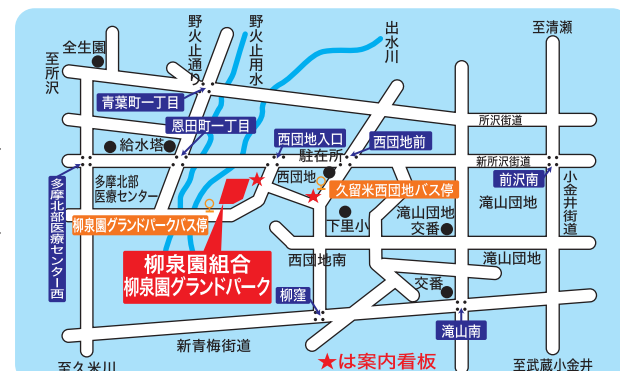 野火止通り
野火止用水
出水川
至清瀬
全生園
至所沢
青葉町一丁目
所沢街道
恩田町一丁目
給水塔
西団地入口
西団地前
駐在所
新所沢街道
多摩北部
医療センター
西団地
久留米西団地バス停
前沢南
小金井街道
多摩北部医療センター西
柳泉園グランドパークバス停
下里小
滝山団地
滝山団地
交番
柳泉園組合
柳泉園グランドパーク
西団地南
滝山団地
柳窪
交番
滝山南
新青梅街道
★は案内看板
至久米川
至武蔵小金井